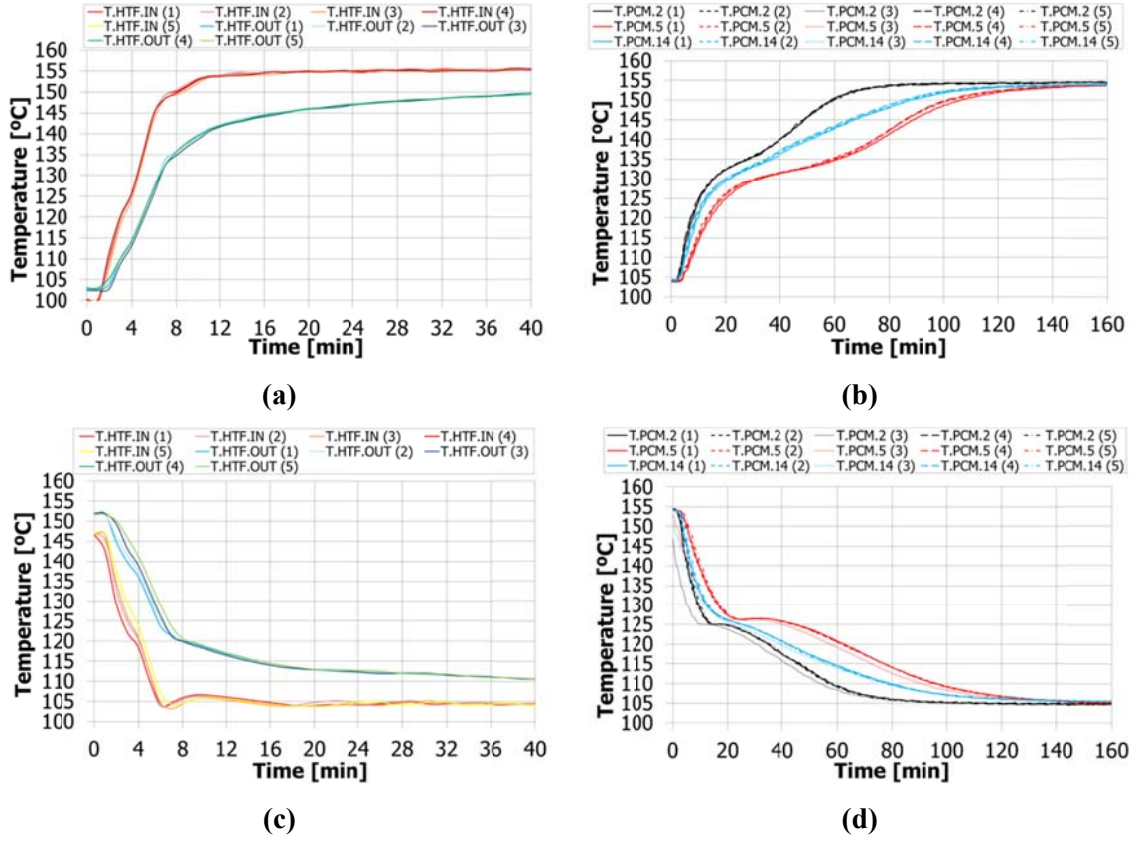 T.HTF.IN (1) T.HTF.IN (2) T.HTF.IN (3) T.HTF.IN (4)
T.HTF.IN (5) T.HTF.OUT (1) T.HTF.OUT (2) T.HTF.OUT (3)
T.HTF.OUT (4) T.HTF.OUT (5)
Temperature [ºC]
160
155
150
145
140
135
130
125
120
115
110
105
100
0 4 8 12 16 20 24 28 32 36 40
Time [min]
(a)
T.PCM.2 (1) T.PCM.2 (2) T.PCM.2 (3) T.PCM.2 (4) T.PCM.2 (5)
T.PCM.5 (1) T.PCM.5 (2) T.PCM.5 (3) T.PCM.5 (4) T.PCM.5 (5)
T.PCM.14 (1) T.PCM.14 (2) T.PCM.14 (3) T.PCM.14 (4) T.PCM.14 (5)
Temperature [ºC]
160
155
150
145
140
135
130
125
120
115
110
105
100
0 20 40 60 80 100 120 140 160
Time [min]
(b)
T.HTF.IN (1) T.HTF.IN (2) T.HTF.IN (3) T.HTF.IN (4)
T.HTF.IN (5) T.HTF.OUT (1) T.HTF.OUT (2) T.HTF.OUT (3)
T.HTF.OUT (4) T.HTF.OUT (5)
Temperature [ºC]
160
155
150
145
140
135
130
125
120
115
110
105
100
0 4 8 12 16 20 24 28 32 36 40
Time [min]
(c)
T.PCM.2 (1) T.PCM.2 (2) T.PCM.2 (3) T.PCM.2 (4) T.PCM.2 (5)
T.PCM.5 (1) T.PCM.5 (2) T.PCM.5 (3) T.PCM.5 (4) T.PCM.5 (5)
T.PCM.14 (1) T.PCM.14 (2) T.PCM.14 (3) T.PCM.14 (4) T.PCM.14 (5)
Temperature [ºC]
160
155
150
145
140
135
130
125
120
115
110
105
100
0 20 40 60 80 100 120 140 160
Time [min]
(d)